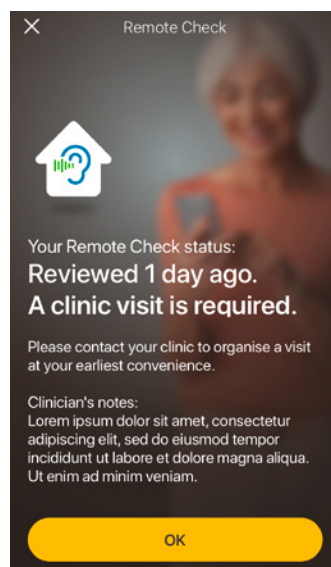 Remote Check
Your Remote Check status:
Reviewed 1 day ago.
A clinic visit is required.
Please contact your clinic to organise a visit
at your earliest convenience.
Clinician's notes:
Lorem ipsum dolor sit amet, consectetur
adipiscing elit, sed do eiusmod tempor
incididunt ut labore et dolore magna aliqua.
Ut enim ad minim veniam.
OK